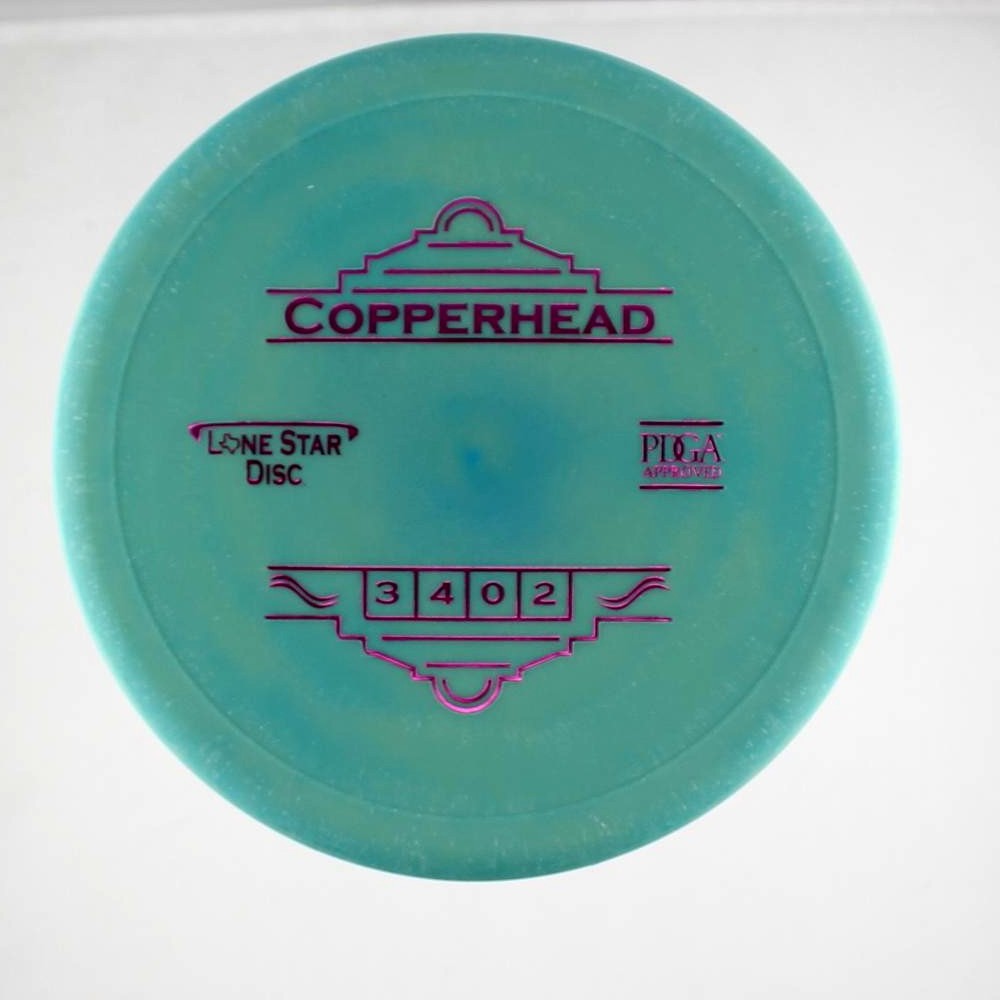 COPPERHEAD
LONE STAR
DISC
PDGA
APPROVED
3 4 0 2